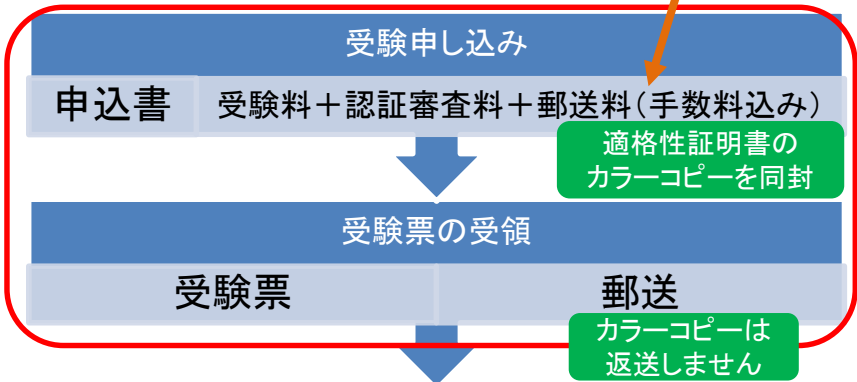 受験申し込み
申込書
受験料＋認証審査料＋郵送料（手数料込み）
適格性証明書の
カラーコピーを同封
受験票の受領
受験票
郵送
カラーコピーは
返送しません